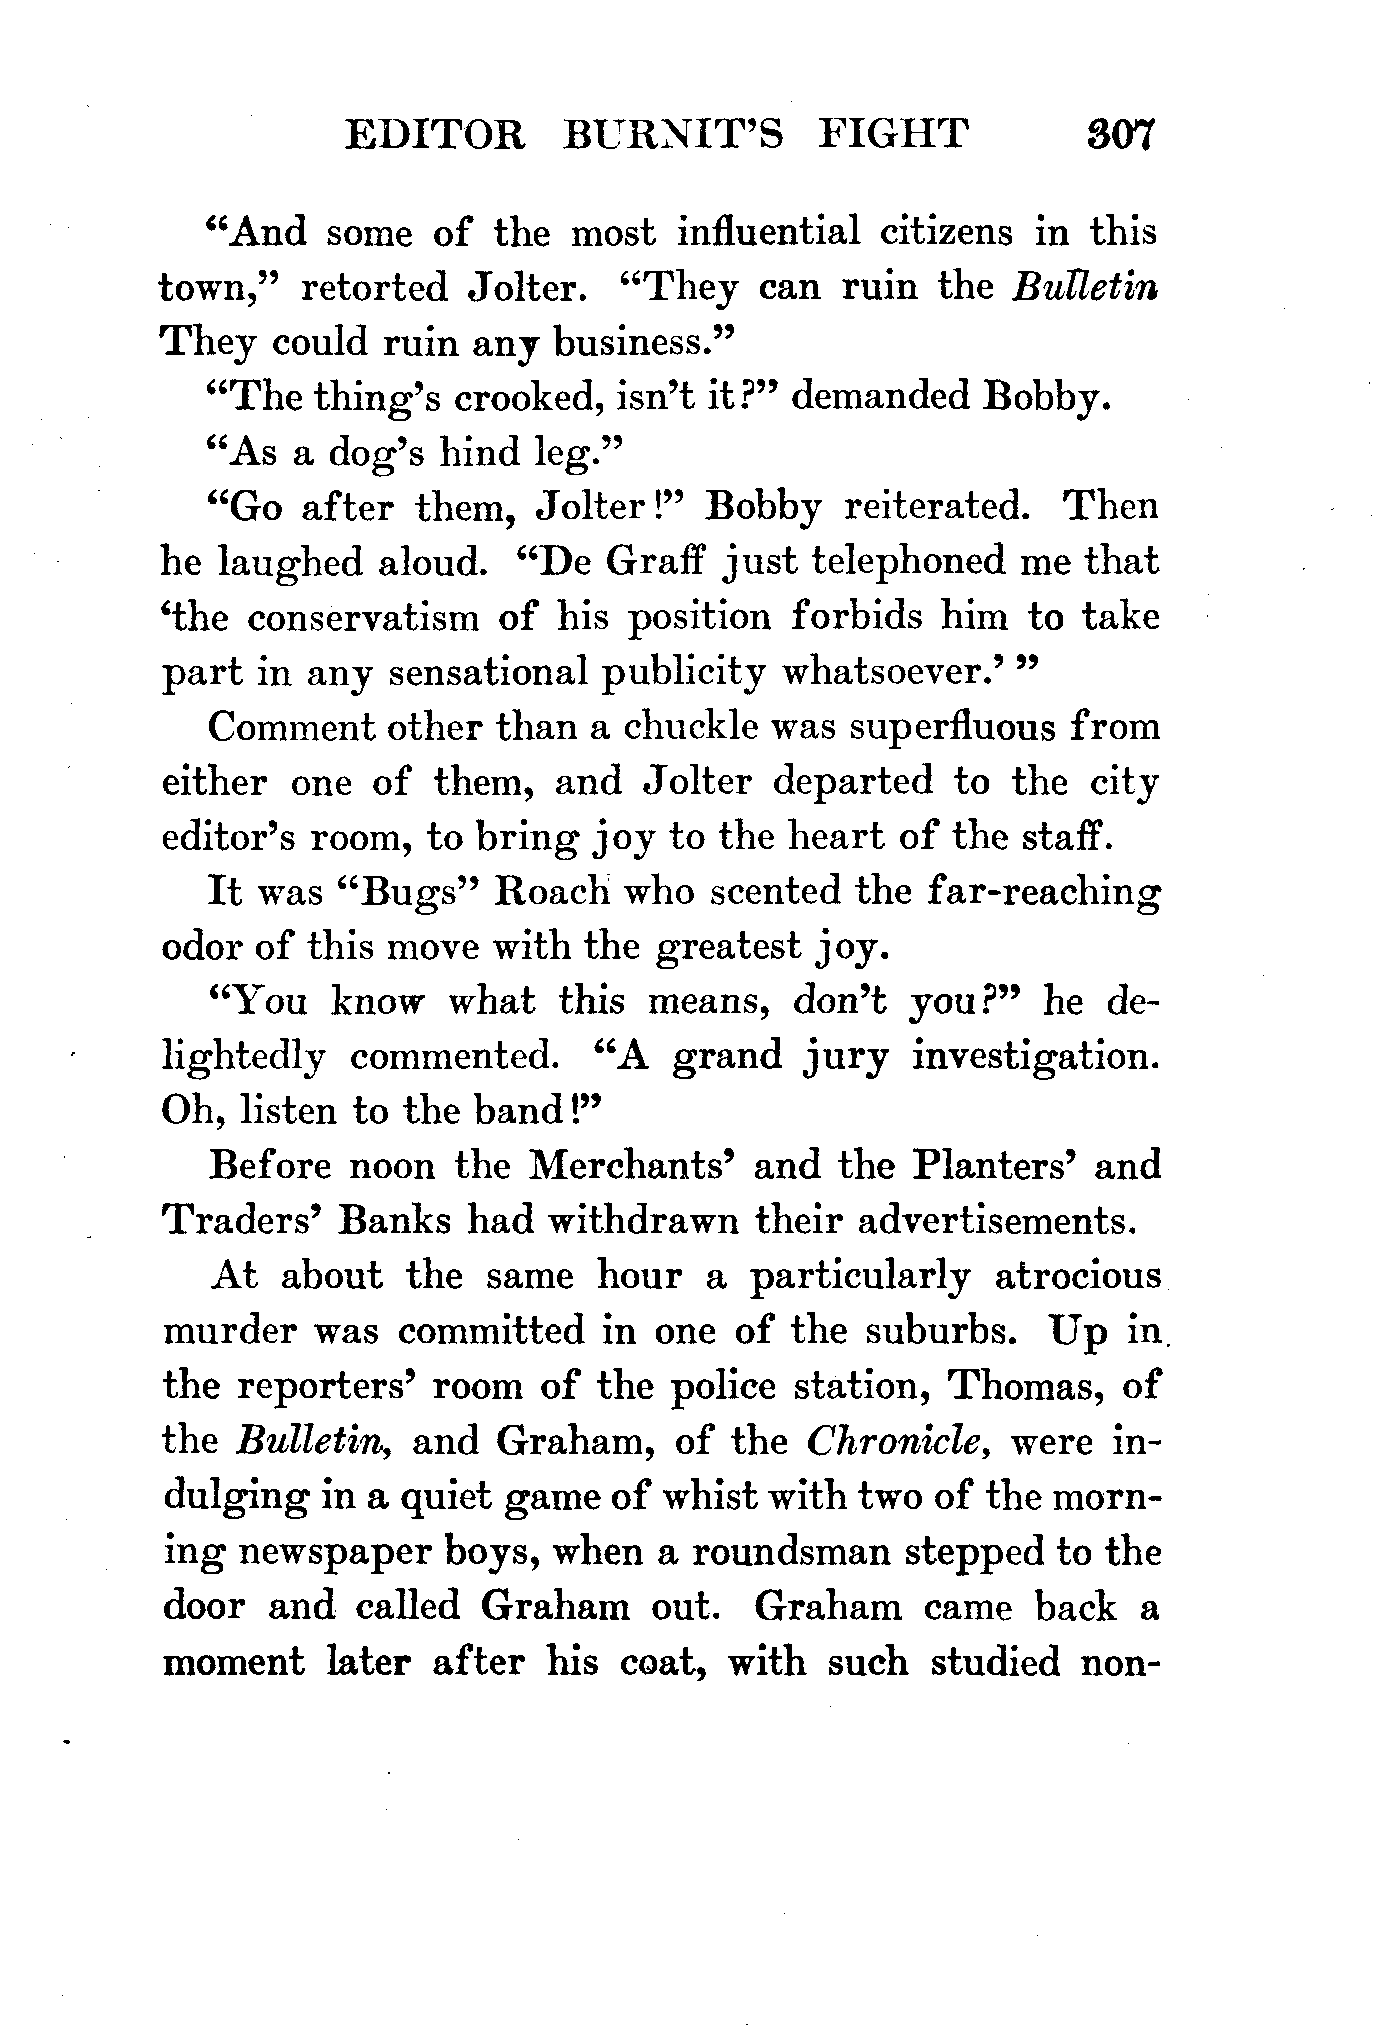 EDITOR BURNIT'S FIGHT 307
“And some of the most influential citizens in this
town,” retorted Jolter. “They can ruin the Bulletin
They could ruin any business.”
“The thing’s crooked, isn’t it?” demanded Bobby.
“As a dog’s hind leg.”
“Go after them, Jolter!” Bobby reiterated. Then
he laughed aloud. “De Graff just telephoned me that
‘the conservatism of his position forbids him to take
part in any sensational publicity whatsoever.’ ”
Comment other than a chuckle was superfluous from
either one of them, and Jolter departed to the city
editor’s room, to bring joy to the heart of the staff.
It was “Bugs” Roach who scented the far-reaching
odor of this move with the greatest joy.
“You know what this means, don’t you?” he de-
lightedly commented. “A grand jury investigation.
Oh, listen to the band!”
Before noon the Merchants’ and the Planters’ and
Traders’ Banks had withdrawn their advertisements.
At about the same hour a particularly atrocious
murder was committed in one of the suburbs. Up in
the reporters’ room of the police station, Thomas, of
the Bulletin, and Graham, of the Chronicle, were in-
dulging in a quiet game of whist with two of the morn-
ing newspaper boys, when a roundsman stepped to the
door and called Graham out. Graham came back a
moment later after his coat, with such studied non-